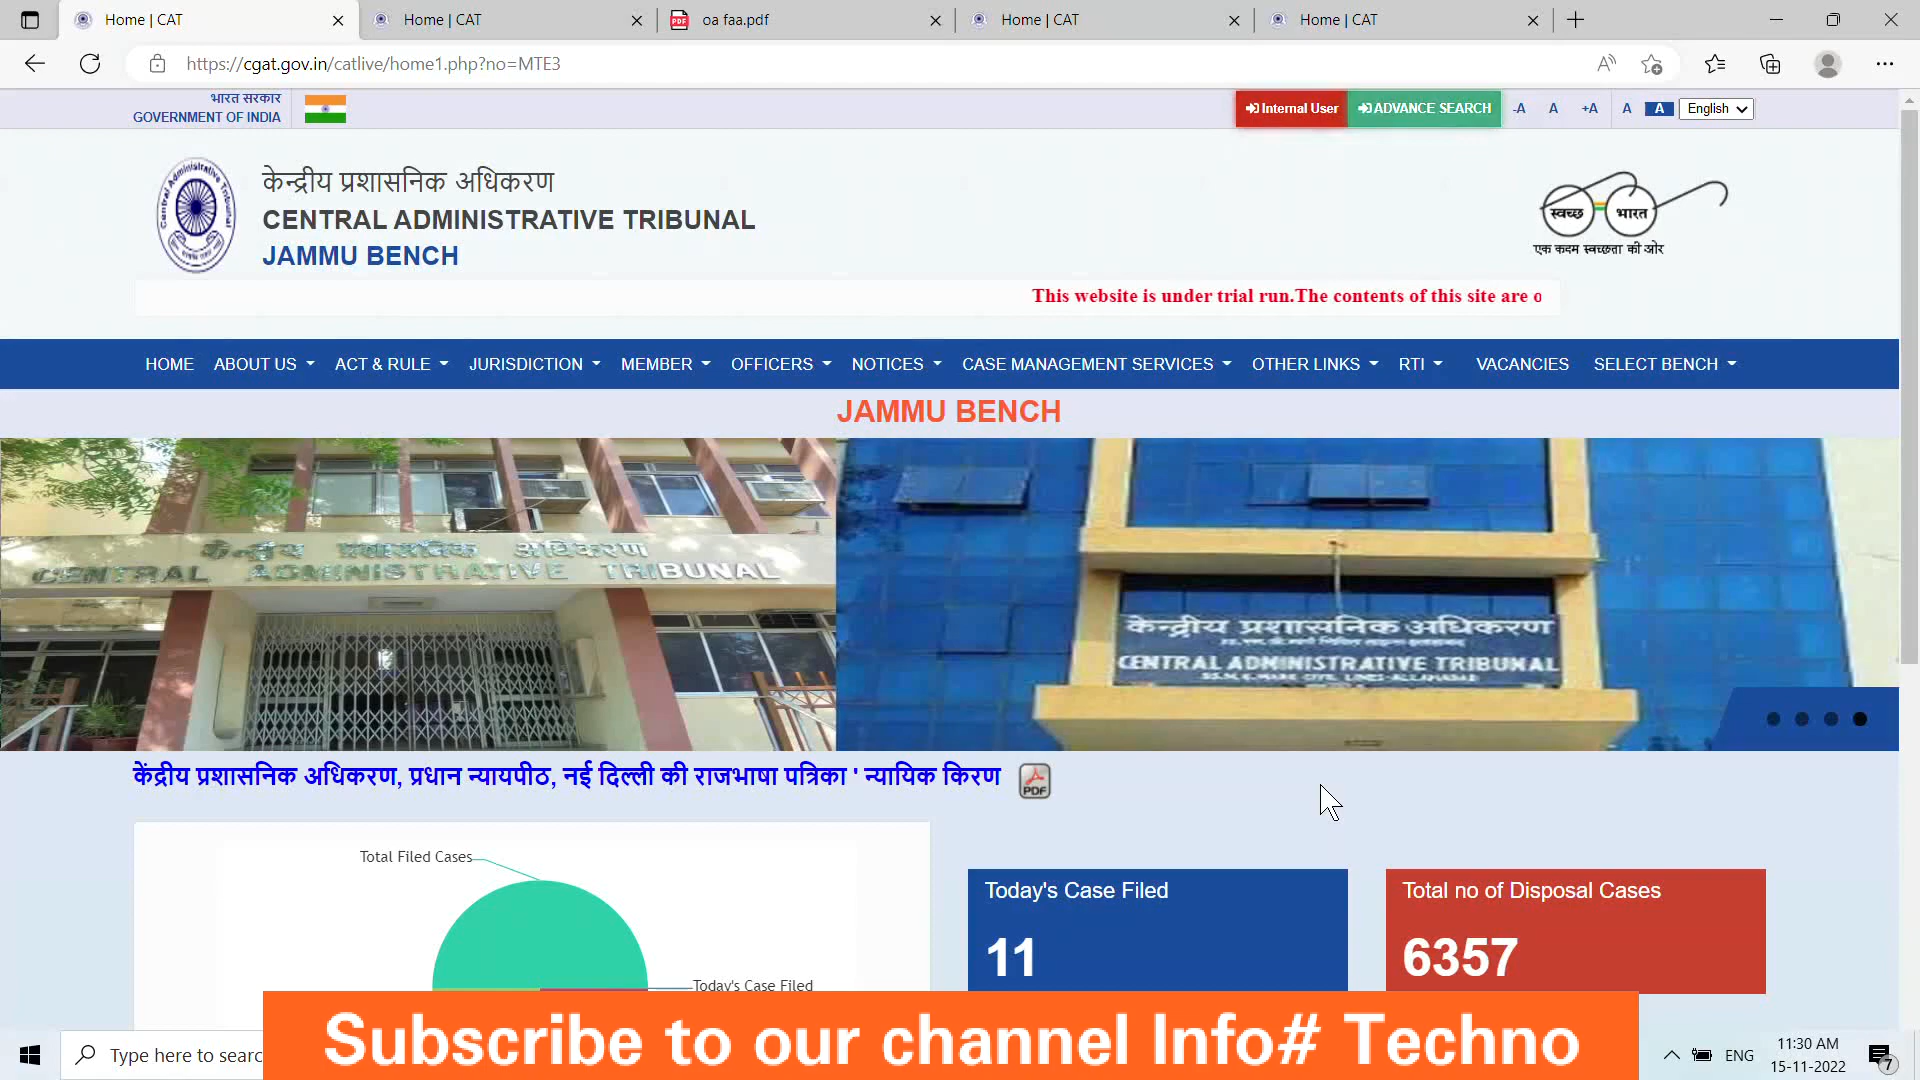 Home | CAT
Home | CAT
oa faa.pdf
Home | CAT
Home | CAT
https://cgat.gov.in/catlive/home1.php?no=MTE3
भारत सरकार
GOVERNMENT OF INDIA
Internal User
ADVANCE SEARCH
-A
A
+A
A
A
English
Central Administrative Tribunal
केन्द्रीय प्रशासनिक अधिकरण
CENTRAL ADMINISTRATIVE TRIBUNAL
JAMMU BENCH
स्वच्छ भारत
एक कदम स्वच्छता की ओर
This website is under trial run.The contents of this site are o
HOME
ABOUT US
ACT & RULE
JURISDICTION
MEMBER
OFFICERS
NOTICES
CASE MANAGEMENT SERVICES
OTHER LINKS
RTI
VACANCIES
SELECT BENCH
JAMMU BENCH
केन्द्रीय प्रशासनिक अधिकरण
CENTRAL ADMINISTRATIVE TRIBUNAL
केन्द्रीय प्रशासनिक अधिकरण
CENTRAL ADMINISTRATIVE TRIBUNAL
केंद्रीय प्रशासनिक अधिकरण, प्रधान न्यायपीठ, नई दिल्ली की राजभाषा पत्रिका ' न्यायिक किरण
PDF
Total Filed Cases
Today's Case Filed
Today's Case Filed
11
Total no of Disposal Cases
6357
Subscribe to our channel Info# Techno
Type here to searc
ENG
11:30 AM
15-11-2022
7